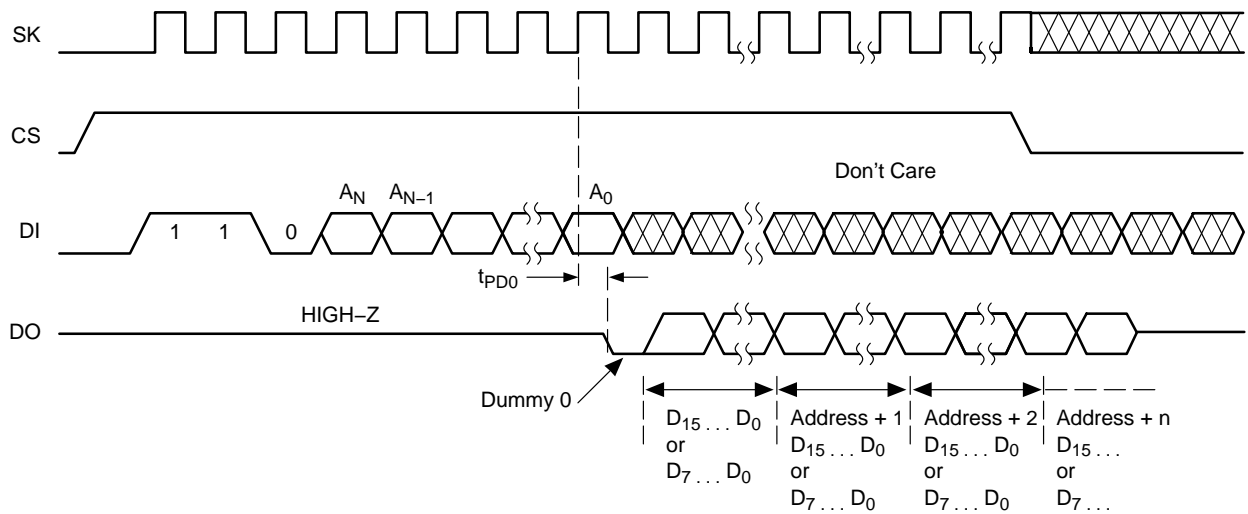 SK
CS
Don't Care
A_N A_N–1 A_0
DI
1 1 0
t_PD0
HIGH–Z
DO
Dummy 0
D_15 . . . D_0
or
D_7 . . . D_0
Address + 1
D_15 . . . D_0
or
D_7 . . . D_0
Address + 2
D_15 . . . D_0
or
D_7 . . . D_0
Address + n
D_15 . . .
or
D_7 . . .